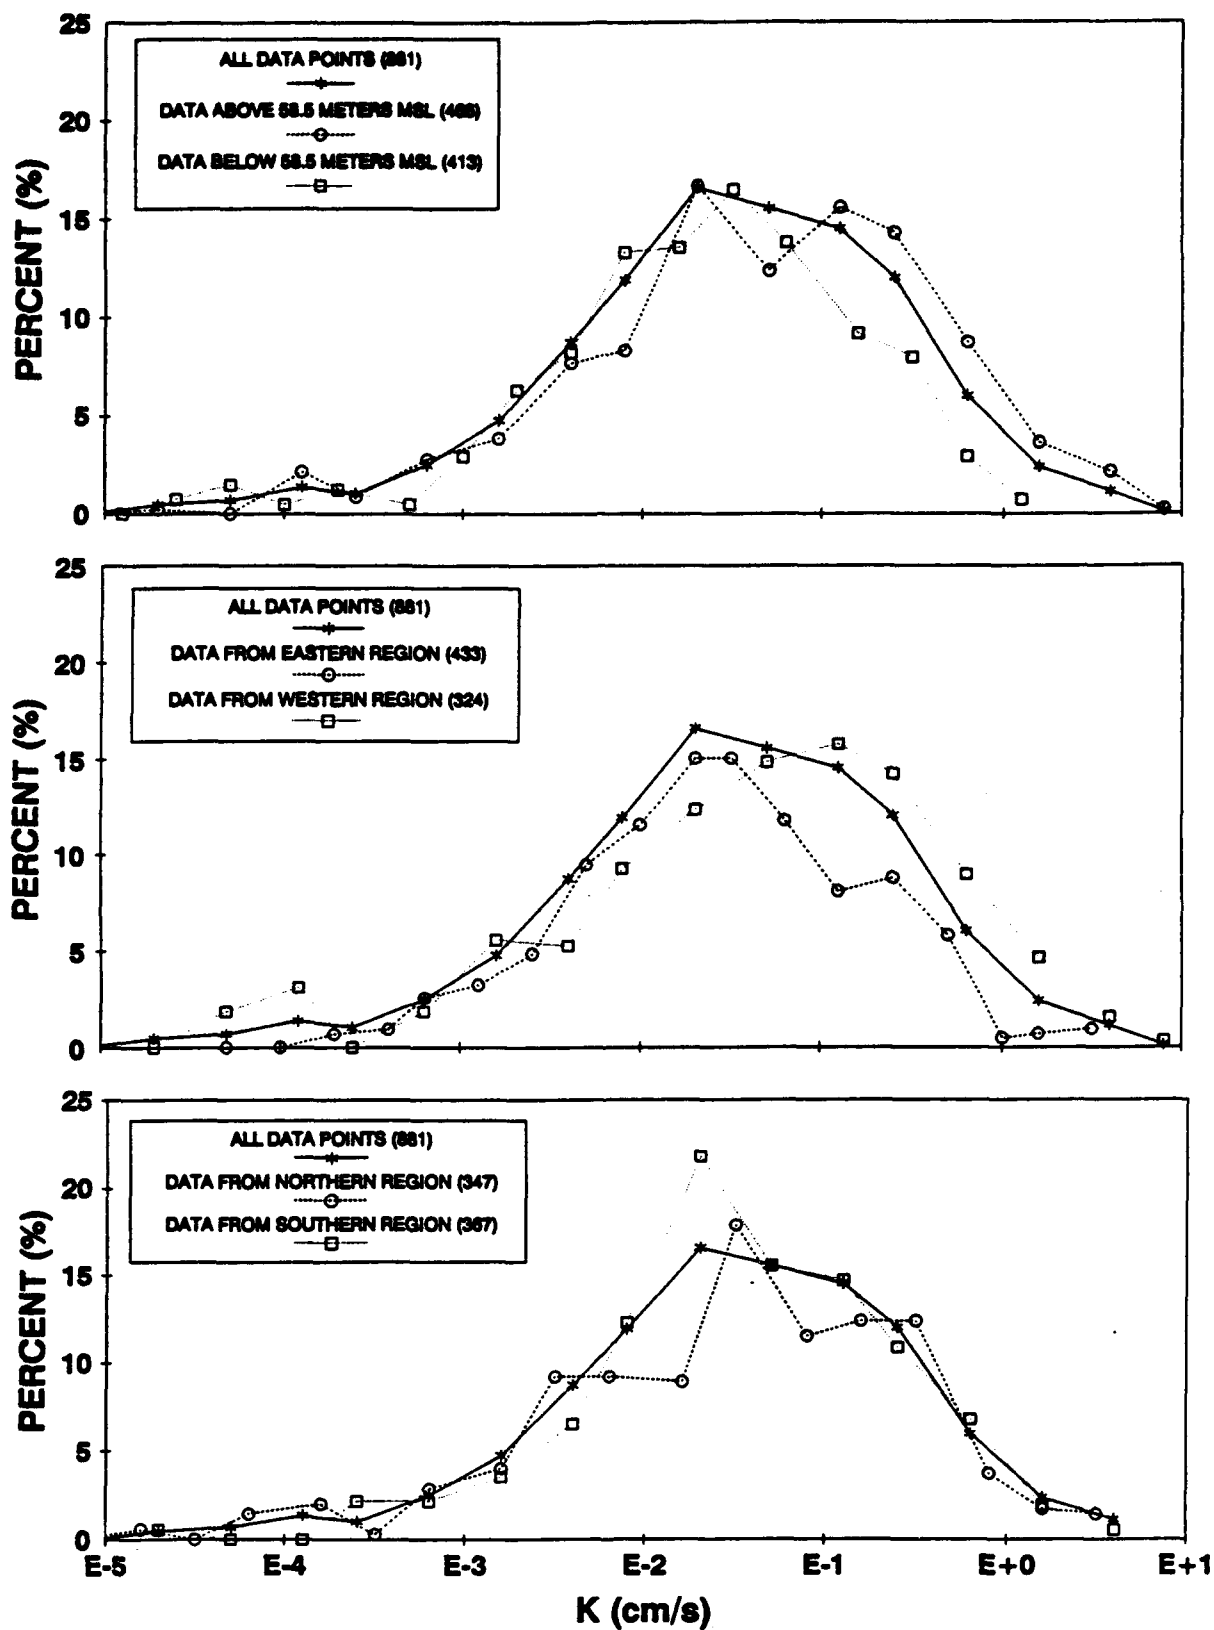 25
20
15
10
5
0
PERCENT (%)
ALL DATA POINTS (881)
DATA ABOVE 58.5 METERS MSL (468)
DATA BELOW 58.5 METERS MSL (413)
25
20
15
10
5
0
PERCENT (%)
ALL DATA POINTS (881)
DATA FROM EASTERN REGION (433)
DATA FROM WESTERN REGION (324)
25
20
15
10
5
0
PERCENT (%)
ALL DATA POINTS (881)
DATA FROM NORTHERN REGION (347)
DATA FROM SOUTHERN REGION (367)
E-5 E-4 E-3 E-2 E-1 E+0 E+1
K (cm/s)